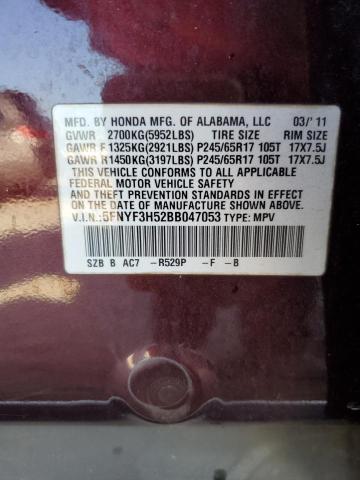 MFD. BY HONDA MFG. OF ALABAMA, LLC 03/'11
GVWR 2700KG(5952LBS) TIRE SIZE RIM SIZE
GAWR F 1325KG(2921LBS) P245/65R17 105T 17X7.5J
GAWR R 1450KG(3197LBS) P245/65R17 105T 17X7.5J
THIS VEHICLE CONFORMS TO ALL APPLICABLE
FEDERAL MOTOR VEHICLE SAFETY
AND THEFT PREVENTION STANDARDS IN EFFECT ON
THE DATE OF MANUFACTURE SHOWN ABOVE.
V.I.N.:5FNYF3H52BB047053 TYPE: MPV
SZB B AC7 -R529P -F -B